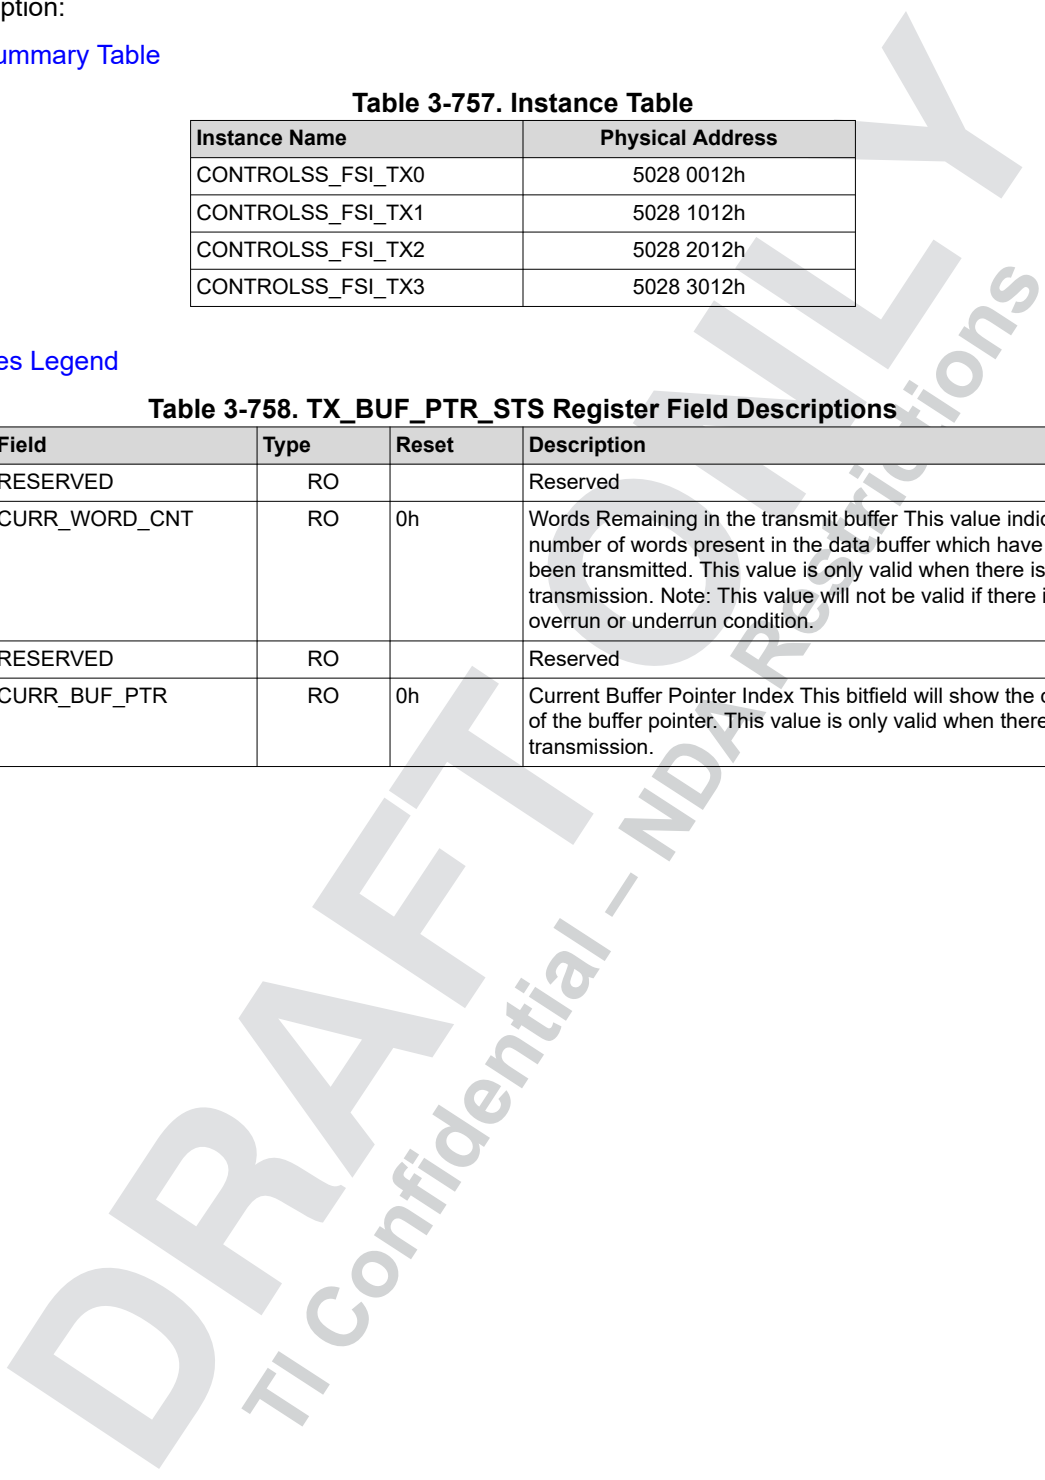 ption:
ummary Table
Table 3-757. Instance Table
Instance Name Physical Address
CONTROLSS_FSI_TX0 5028 0012h
CONTROLSS_FSI_TX1 5028 1012h
CONTROLSS_FSI_TX2 5028 2012h
CONTROLSS_FSI_TX3 5028 3012h
es Legend
Table 3-758. TX_BUF_PTR_STS Register Field Descriptions
Field Type Reset Description
RESERVED RO Reserved
CURR_WORD_CNT RO 0h Words Remaining in the transmit buffer This value indic
number of words present in the data buffer which have
been transmitted. This value is only valid when there is
transmission. Note: This value will not be valid if there i
overrun or underrun condition.
RESERVED RO Reserved
CURR_BUF_PTR RO 0h Current Buffer Pointer Index This bitfield will show the c
of the buffer pointer. This value is only valid when there
transmission.
DRAFT ONLY
TI Confidential – NDA Restrictions